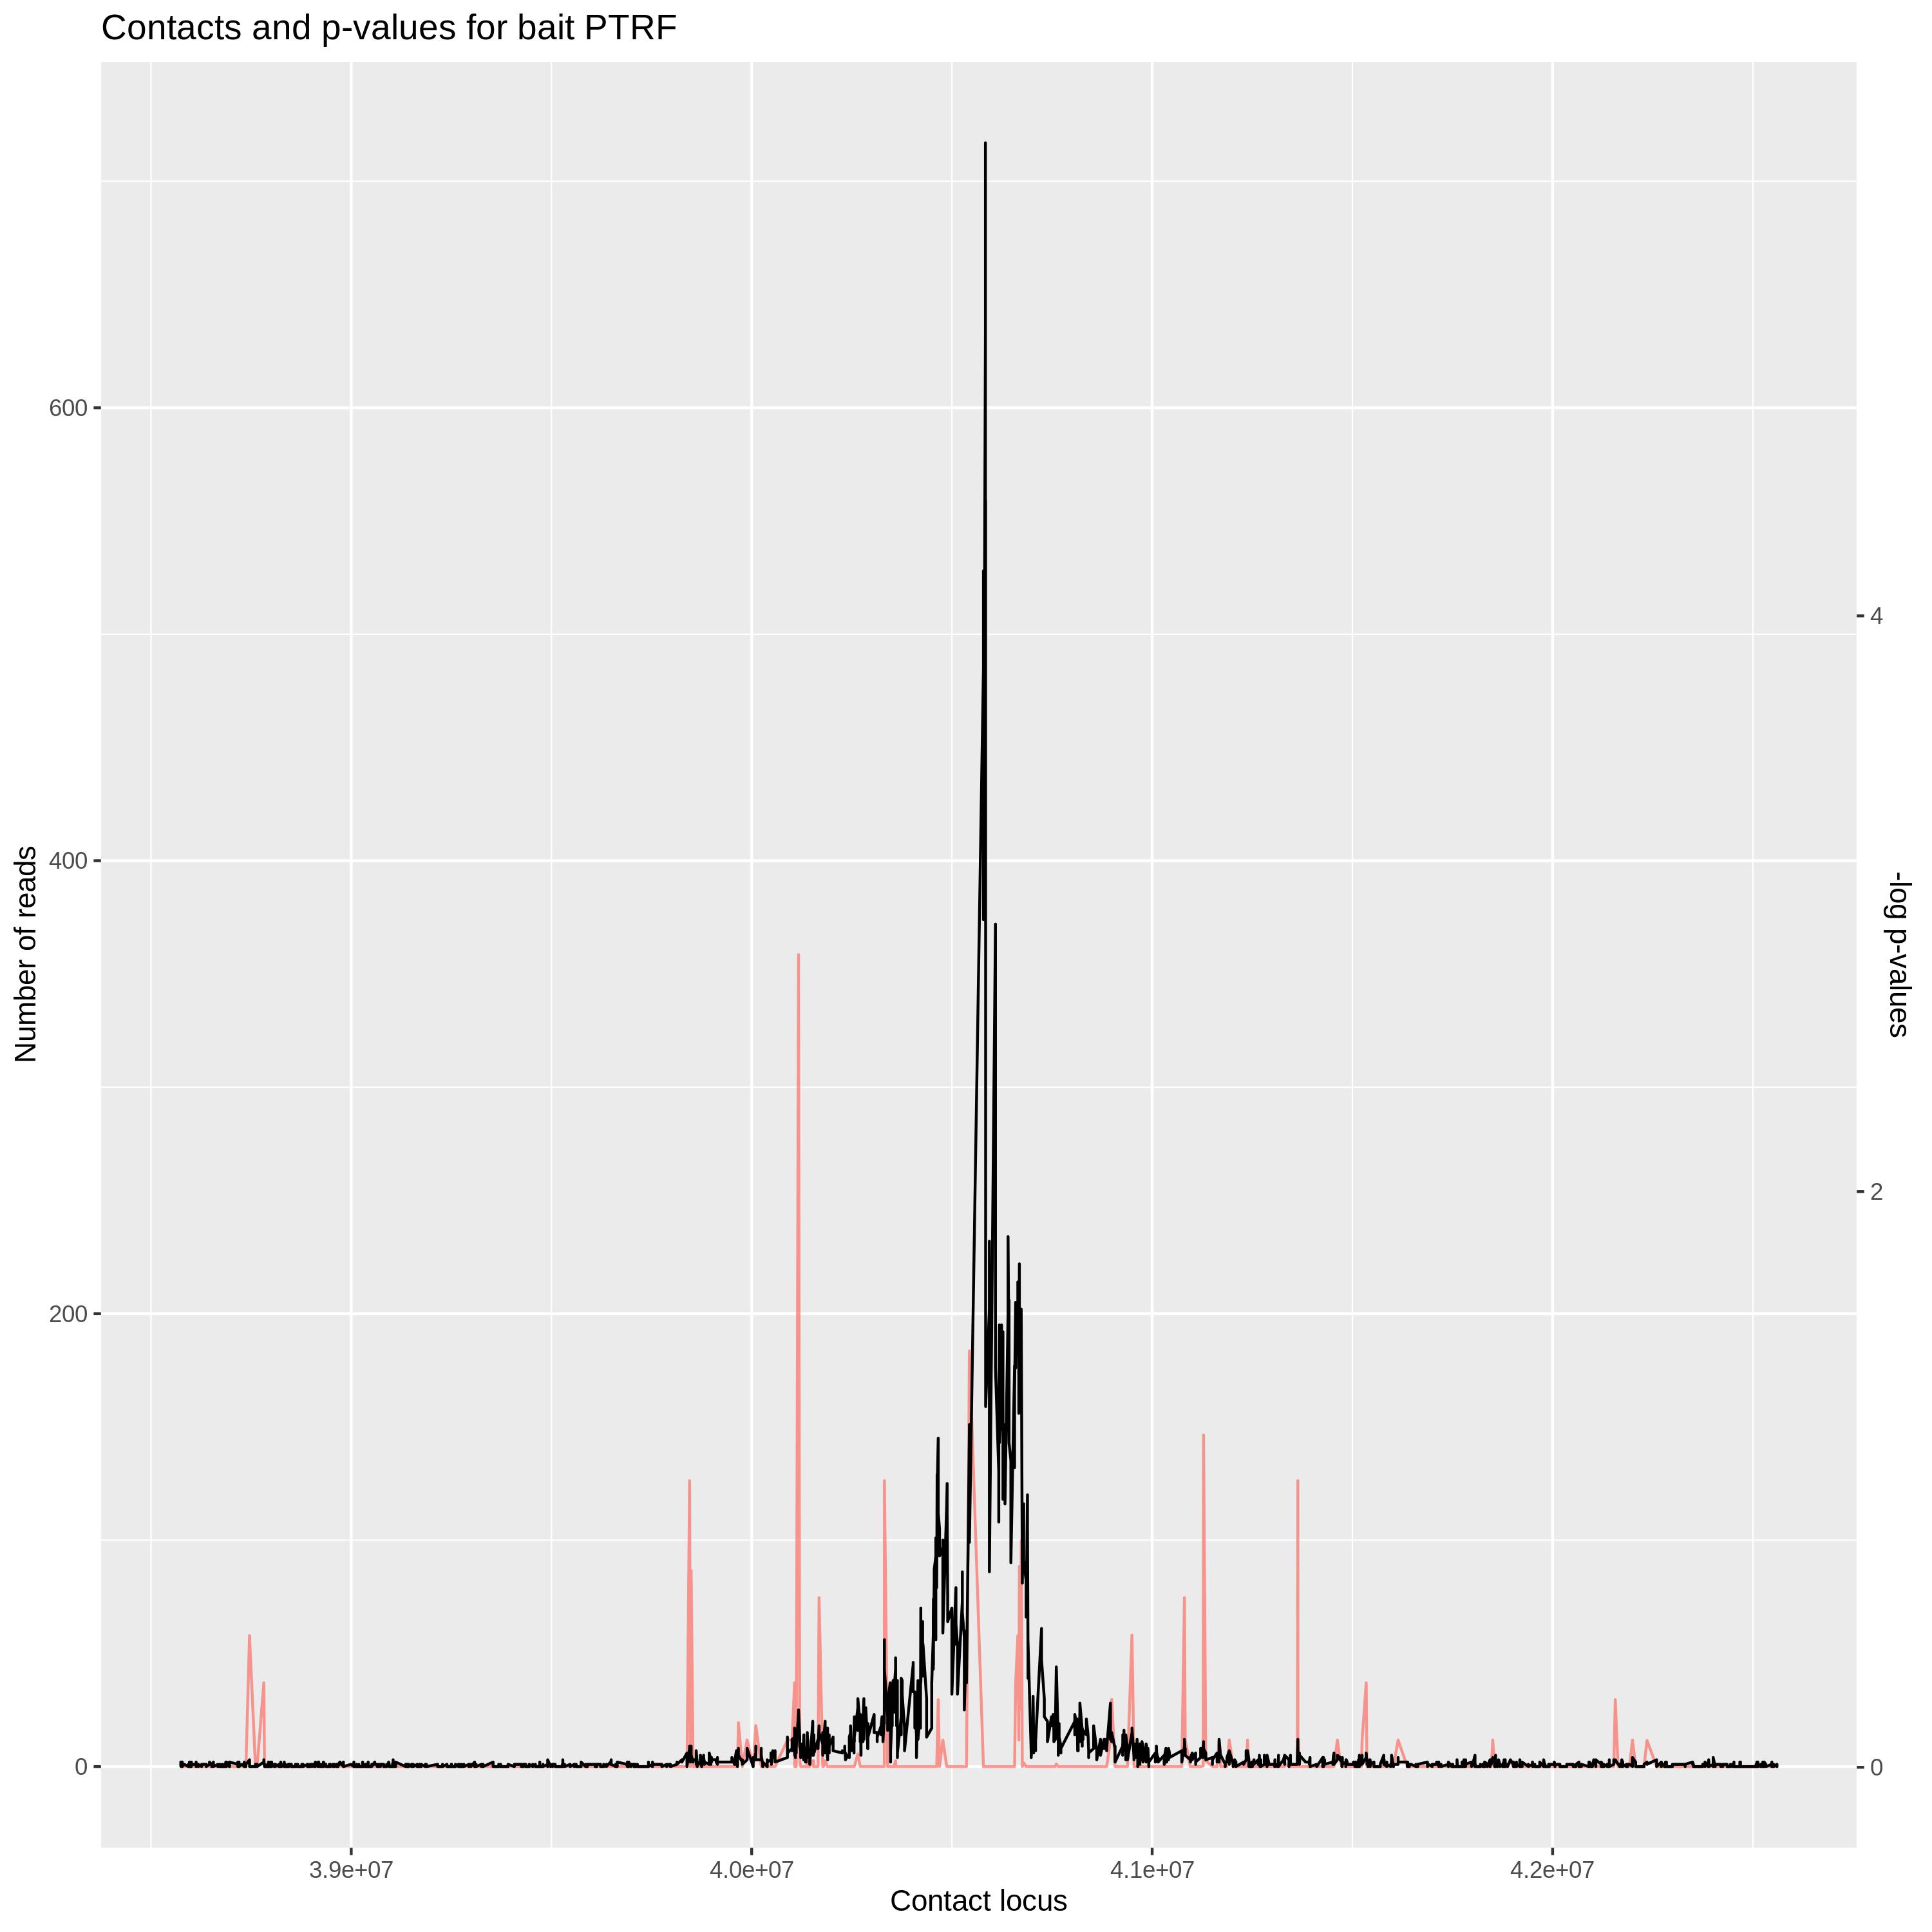 Contacts and p-values for bait PTRF
600
400
200
0
Number of reads
4
2
0
-log p-values
3.9e+07
4.0e+07
4.1e+07
4.2e+07
Contact locus